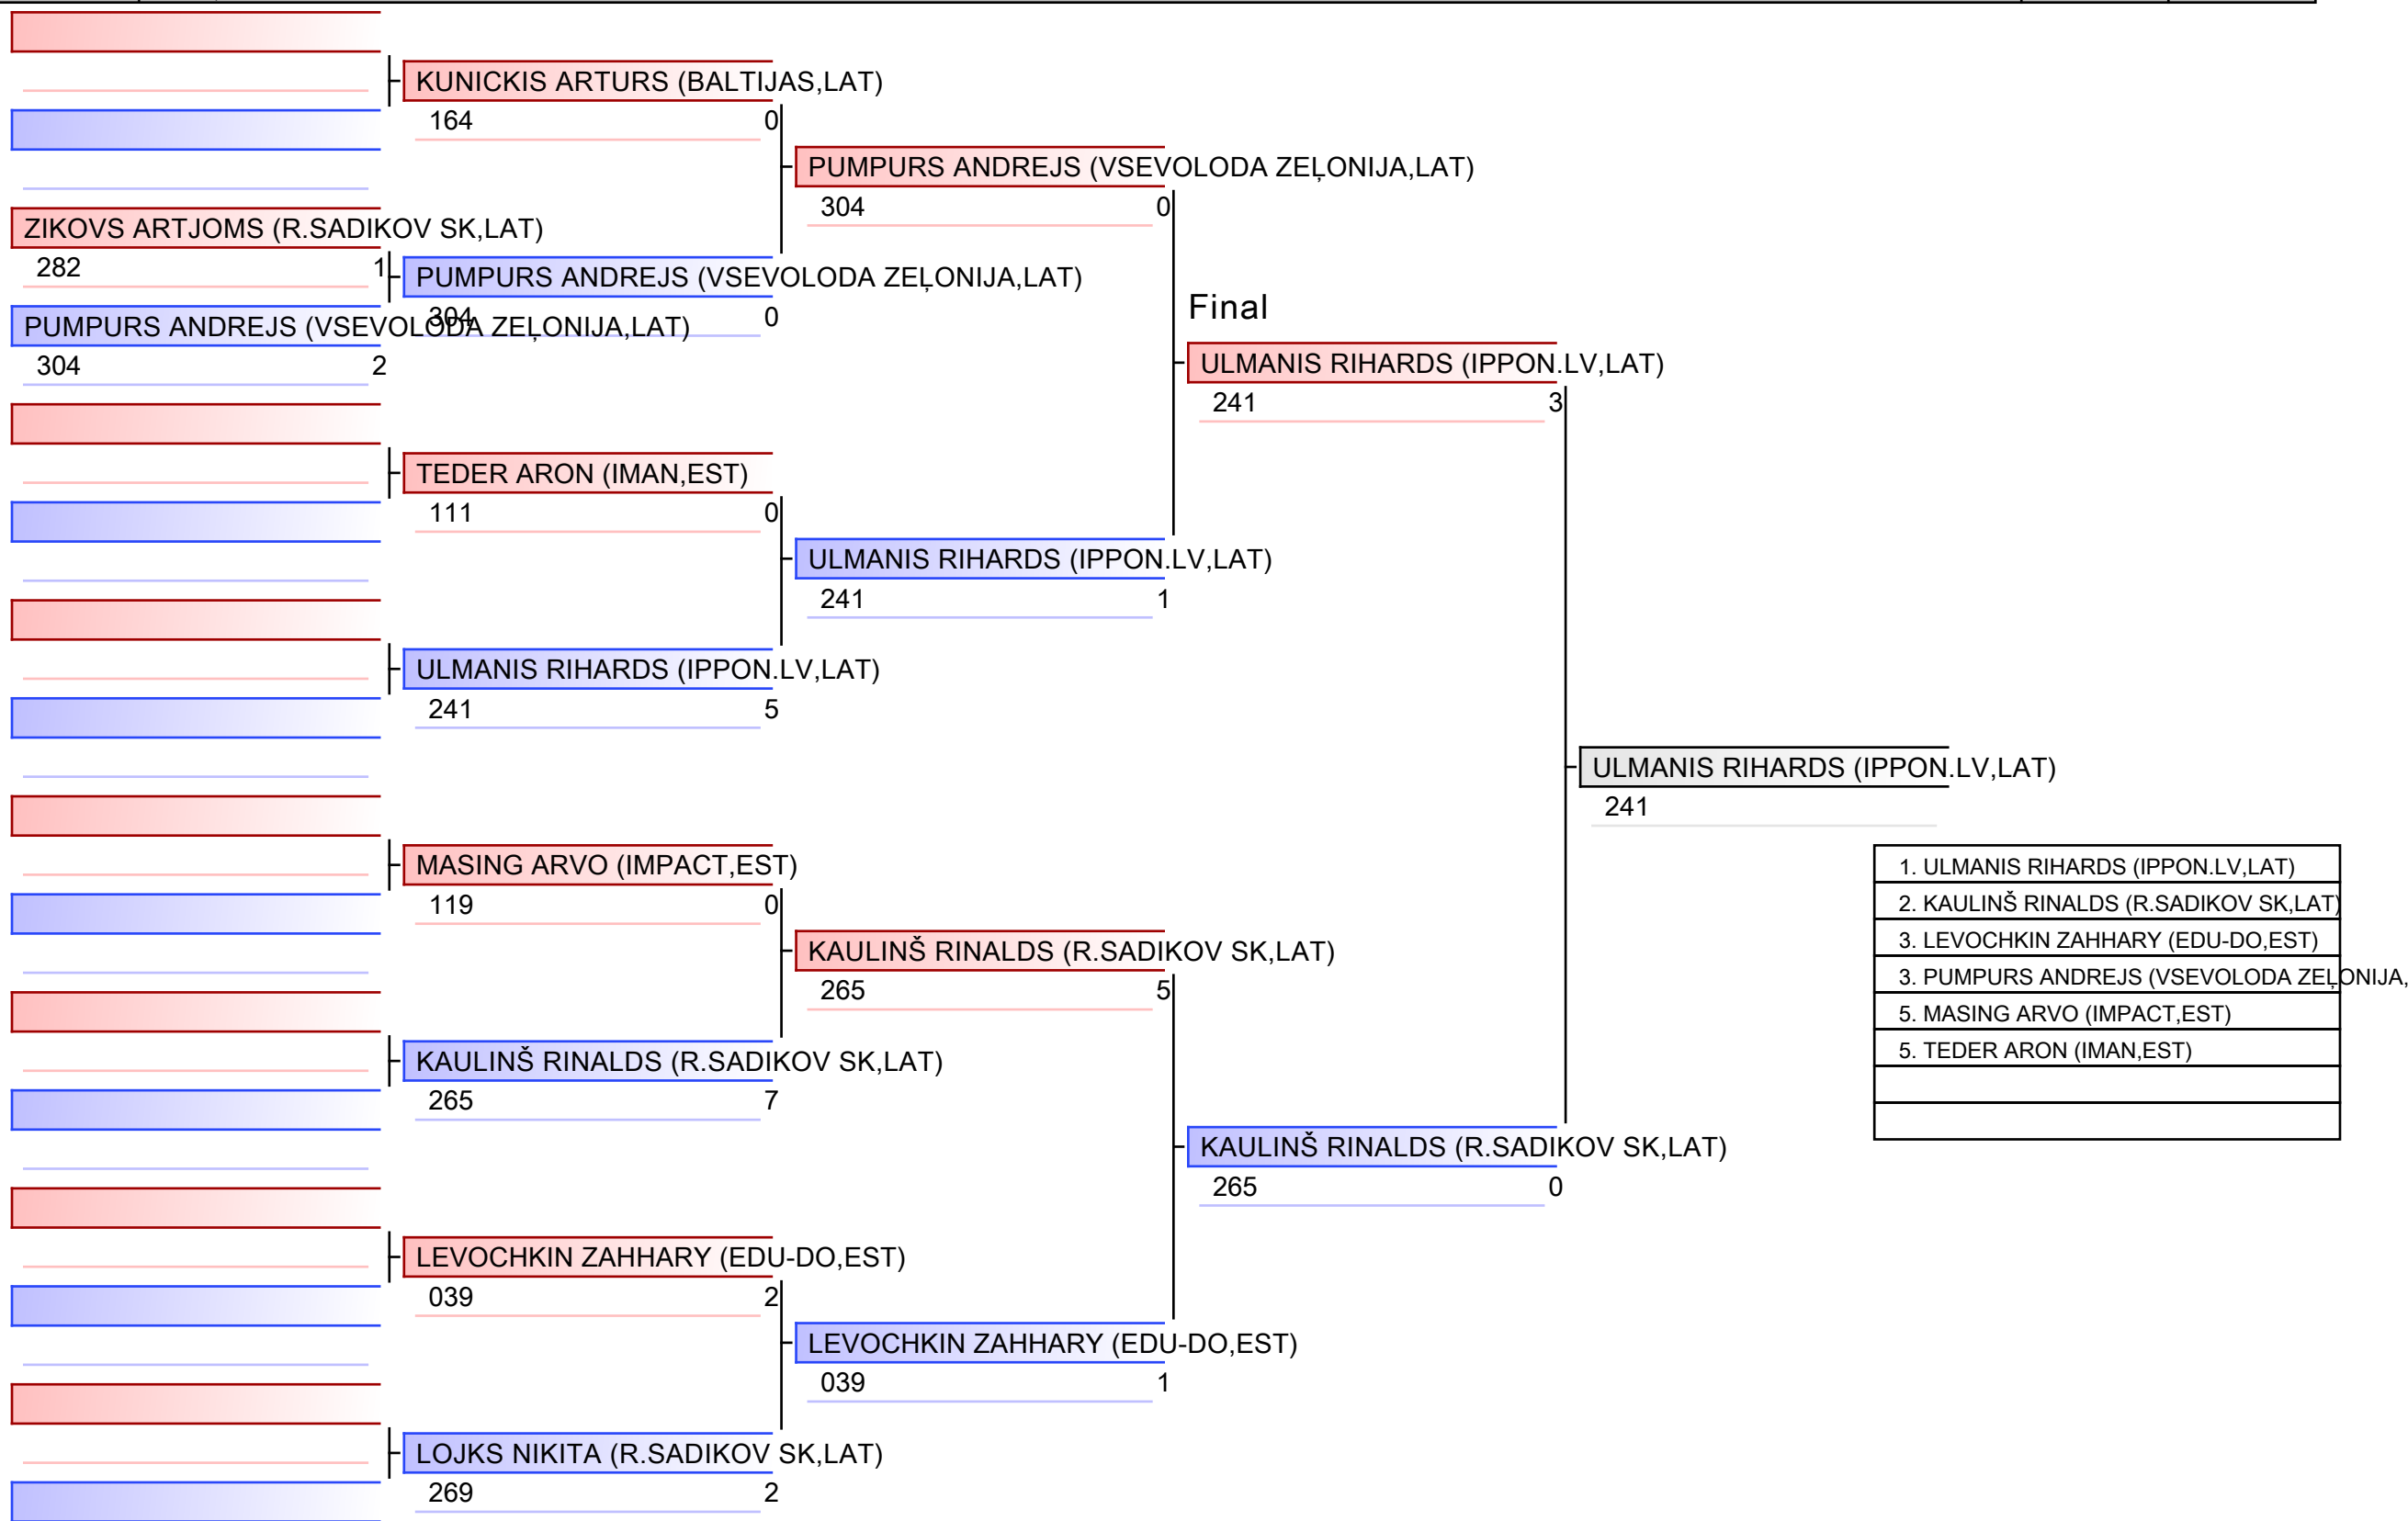 KUNICKIS ARTURS (BALTIJAS,LAT)
164 0
PUMPURS ANDREJS (VSEVOLODA ZEĻONIJA,LAT)
304 0
ZIKOVS ARTJOMS (R.SADIKOV SK,LAT)
282 1
PUMPURS ANDREJS (VSEVOLODA ZEĻONIJA,LAT)
304 0
PUMPURS ANDREJS (VSEVOLODA ZEĻONIJA,LAT)
304 2
Final
ULMANIS RIHARDS (IPPON.LV,LAT)
241 3
TEDER ARON (IMAN,EST)
111 0
ULMANIS RIHARDS (IPPON.LV,LAT)
241 1
ULMANIS RIHARDS (IPPON.LV,LAT)
241 5
ULMANIS RIHARDS (IPPON.LV,LAT)
241
MASING ARVO (IMPACT,EST)
119 0
KAULINŠ RINALDS (R.SADIKOV SK,LAT)
265 5
KAULINŠ RINALDS (R.SADIKOV SK,LAT)
265 7
KAULINŠ RINALDS (R.SADIKOV SK,LAT)
265 0
LEVOCHKIN ZAHHARY (EDU-DO,EST)
039 2
LEVOCHKIN ZAHHARY (EDU-DO,EST)
039 1
LOJKS NIKITA (R.SADIKOV SK,LAT)
269 2
1. ULMANIS RIHARDS (IPPON.LV,LAT)
2. KAULINŠ RINALDS (R.SADIKOV SK,LAT)
3. LEVOCHKIN ZAHHARY (EDU-DO,EST)
3. PUMPURS ANDREJS (VSEVOLODA ZEĻONIJA,
5. MASING ARVO (IMPACT,EST)
5. TEDER ARON (IMAN,EST)